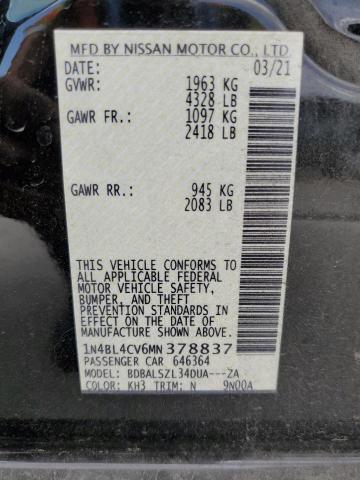 MFD BY NISSAN MOTOR CO., LTD.
DATE: 03/21
GVWR: 1963 KG
4328 LB
GAWR FR: 1097 KG
2418 LB
GAWR RR: 945 KG
2083 LB
THIS VEHICLE CONFORMS TO
ALL APPLICABLE FEDERAL
MOTOR VEHICLE SAFETY,
BUMPER, AND THEFT
PREVENTION STANDARDS IN
EFFECT ON THE DATE OF
MANUFACTURE SHOWN ABOVE.
1N4BL4CV6MN378837
PASSENGER CAR 646364
MODEL: BDBALSZL34DUA---ZA
COLOR: KH3 TRIM: N 9N00A